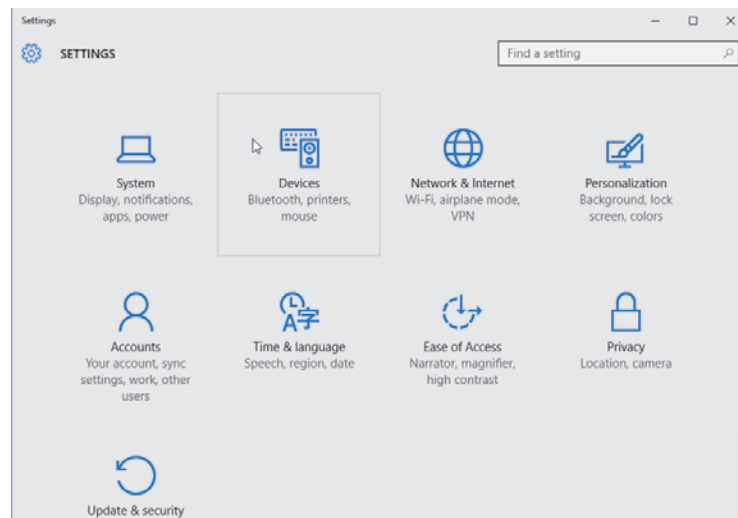 Settings
SETTINGS
Find a setting
System
Display, notifications,
apps, power
Devices
Bluetooth, printers,
mouse
Network & Internet
Wi-Fi, airplane mode,
VPN
Personalization
Background, lock
screen, colors
Accounts
Your account, sync
settings, work, other
users
A字
Time & language
Speech, region, date
Ease of Access
Narrator, magnifier,
high contrast
Privacy
Location, camera
Update & security